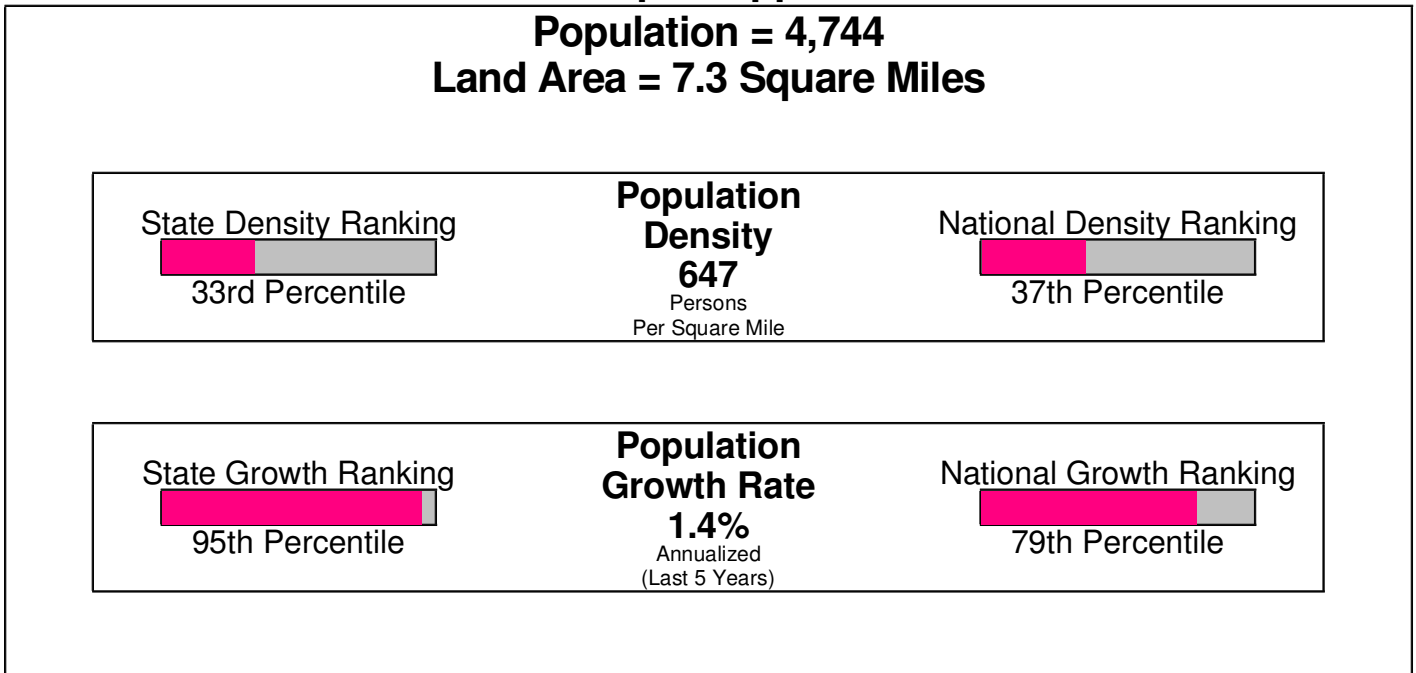 Population = 4,744
Land Area = 7.3 Square Miles
State Density Ranking
33rd Percentile
Population
Density
647
Persons
Per Square Mile
National Density Ranking
37th Percentile
State Growth Ranking
95th Percentile
Population
Growth Rate
1.4%
Annualized
(Last 5 Years)
National Growth Ranking
79th Percentile